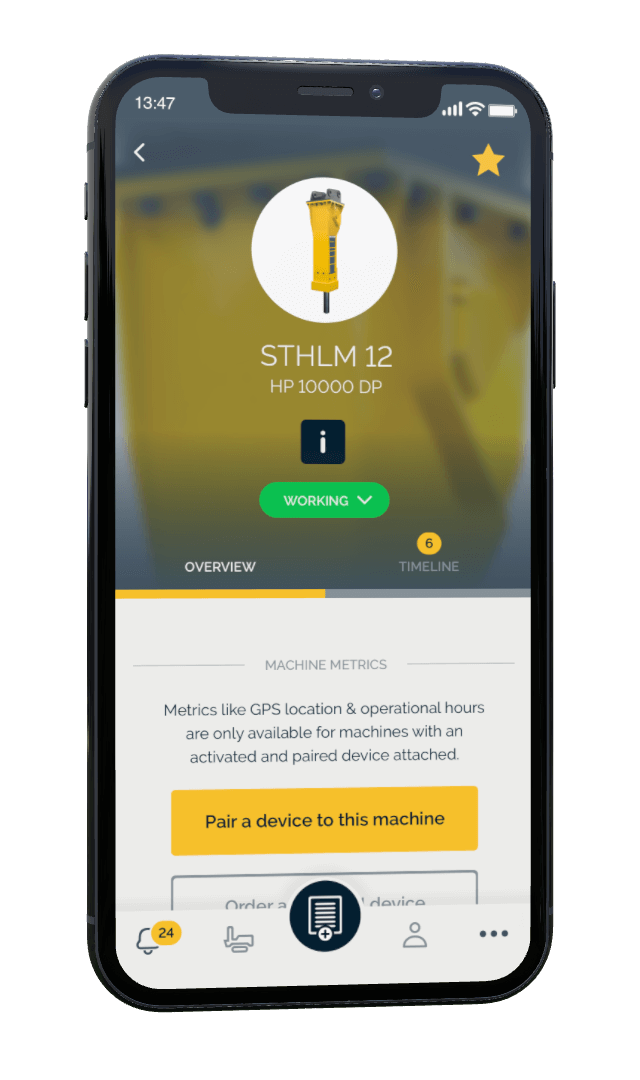 13:47
STHLM 12
HP 10000 DP
i
WORKING
6
OVERVIEW
TIMELINE
MACHINE METRICS
Metrics like GPS location & operational hours
are only available for machines with an
activated and paired device attached.
Pair a device to this machine
Order a
device
24